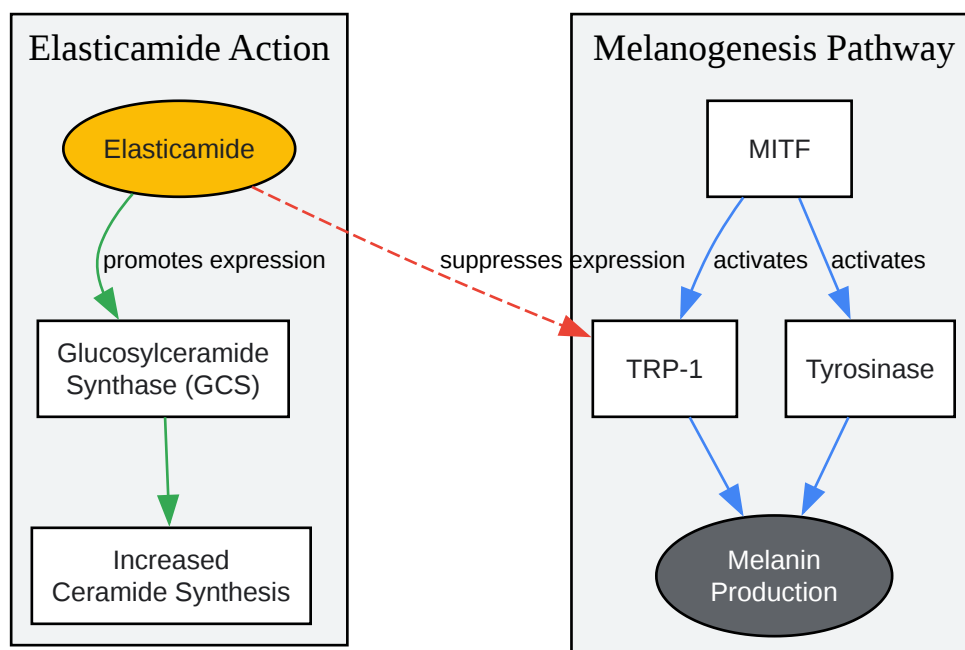 Elasticamide Action
Elasticamide
promotes expression
Glucosylceramide
Synthase (GCS)
Increased
Ceramide Synthesis
suppresses expression
Melanogenesis Pathway
MITF
activates
activates
TRP-1
Tyrosinase
Melanin
Production